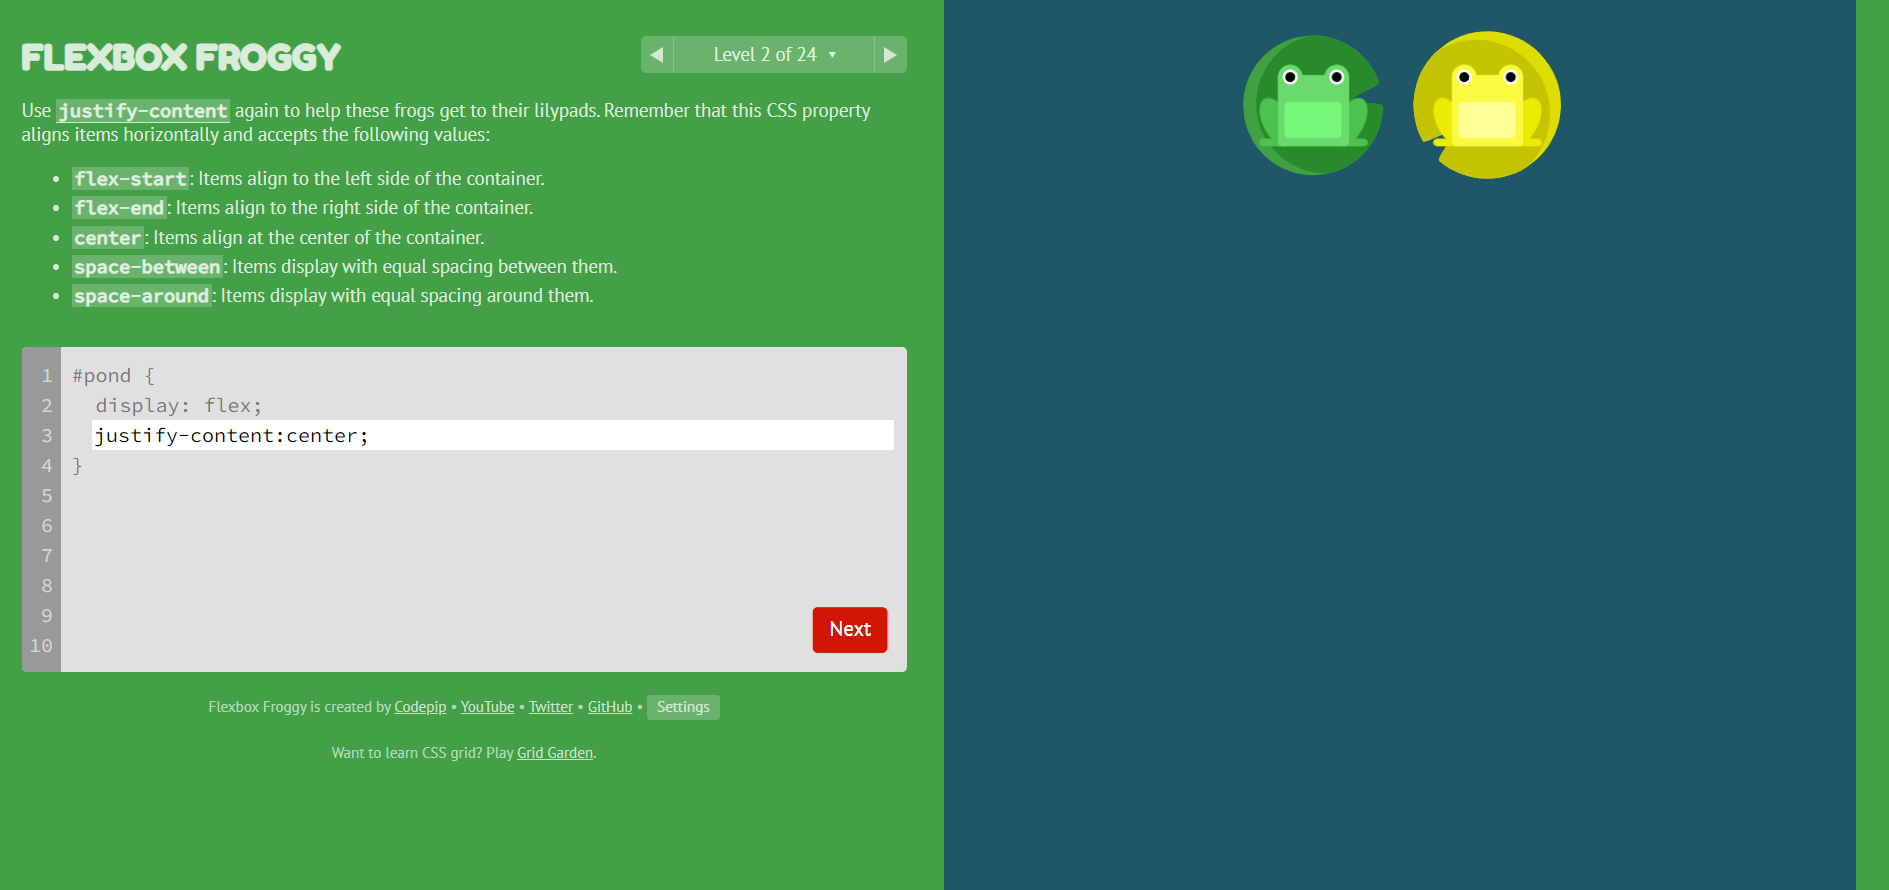 FLEXBOX FROGGY
Level 2 of 24
Use justify-content again to help these frogs get to their lilypads. Remember that this CSS property
aligns items horizontally and accepts the following values:
• flex-start: Items align to the left side of the container.
• flex-end: Items align to the right side of the container.
• center: Items align at the center of the container.
• space-between: Items display with equal spacing between them.
• space-around: Items display with equal spacing around them.
1 #pond {
2 display: flex;
3 justify-content:center;
4 }
5
6
7
8
9
10
Next
Flexbox Froggy is created by Codepip • YouTube • Twitter • GitHub • Settings
Want to learn CSS grid? Play Grid Garden.